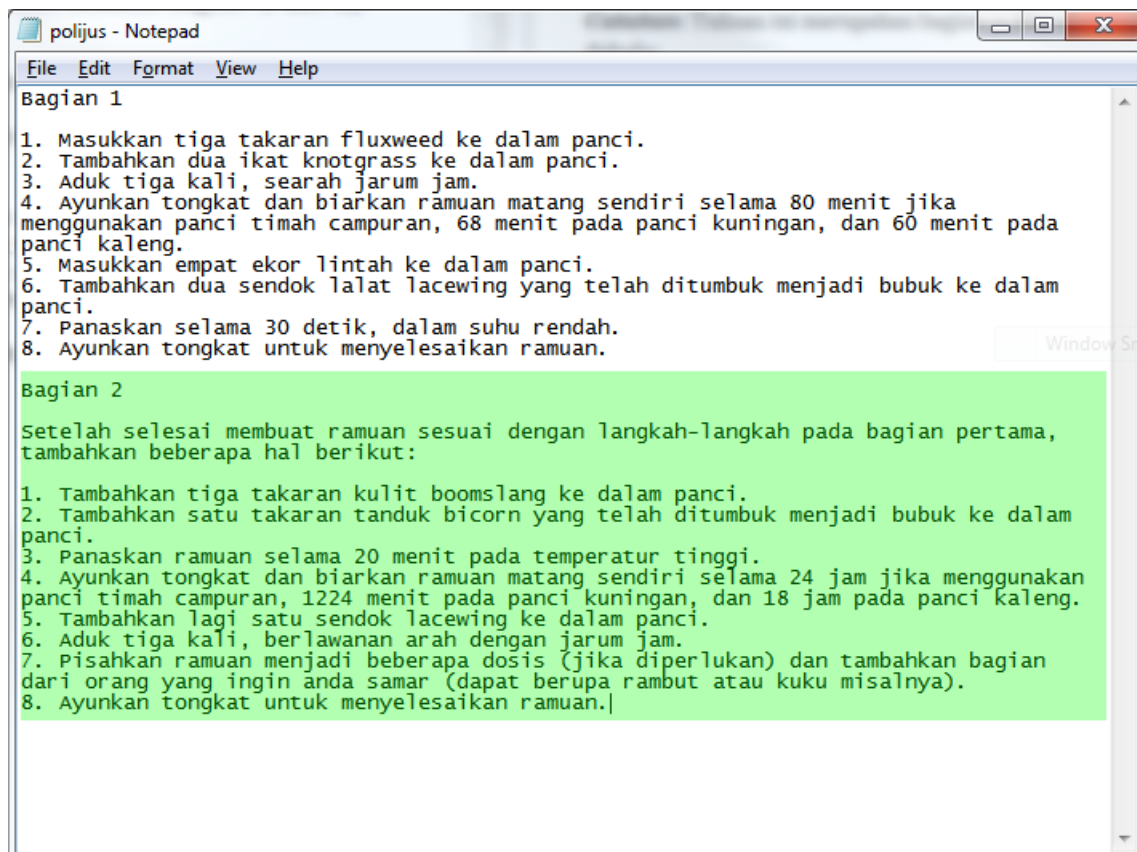 polijus - Notepad
File Edit Format View Help
Bagian 1
1. Masukkan tiga takaran fluxweed ke dalam panci.
2. Tambahkan dua ikat knotgrass ke dalam panci.
3. Aduk tiga kali, searah jarum jam.
4. Ayunkan tongkat dan biarkan ramuan matang sendiri selama 80 menit jika
menggunakan panci timah campuran, 68 menit pada panci kuningan, dan 60 menit pada
panci kaleng.
5. Masukkan empat ekor lintah ke dalam panci.
6. Tambahkan dua sendok lalat lacewing yang telah ditumbuk menjadi bubuk ke dalam
panci.
7. Panaskan selama 30 detik, dalam suhu rendah.
8. Ayunkan tongkat untuk menyelesaikan ramuan.
Window Sn
Bagian 2
Setelah selesai membuat ramuan sesuai dengan langkah-langkah pada bagian pertama,
tambahkan beberapa hal berikut:
1. Tambahkan tiga takaran kulit boomslang ke dalam panci.
2. Tambahkan satu takaran tanduk bicorn yang telah ditumbuk menjadi bubuk ke dalam
panci.
3. Panaskan ramuan selama 20 menit pada temperatur tinggi.
4. Ayunkan tongkat dan biarkan ramuan matang sendiri selama 24 jam jika menggunakan
panci timah campuran, 1224 menit pada panci kuningan, dan 18 jam pada panci kaleng.
5. Tambahkan lagi satu sendok lacewing ke dalam panci.
6. Aduk tiga kali, berlawanan arah dengan jarum jam.
7. Pisahkan ramuan menjadi beberapa dosis (jika diperlukan) dan tambahkan bagian
dari orang yang ingin anda samar (dapat berupa rambut atau kuku misalnya).
8. Ayunkan tongkat untuk menyelesaikan ramuan.